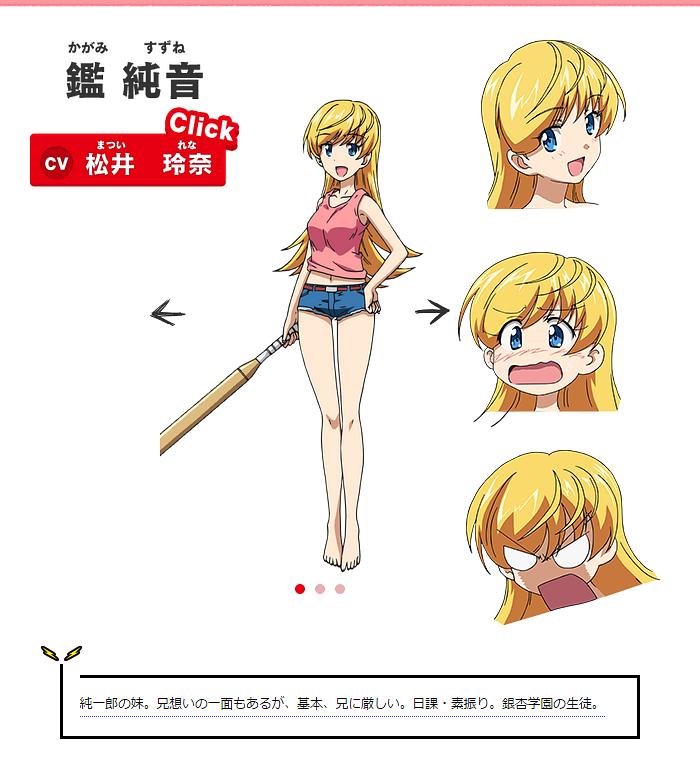 かがみ すずね
鑑 純音
Click
まつい れな
CV 松井 玲奈
純一郎の妹。兄想いの一面もあるが、基本、兄に厳しい。日課・素振り。銀杏学園の生徒。